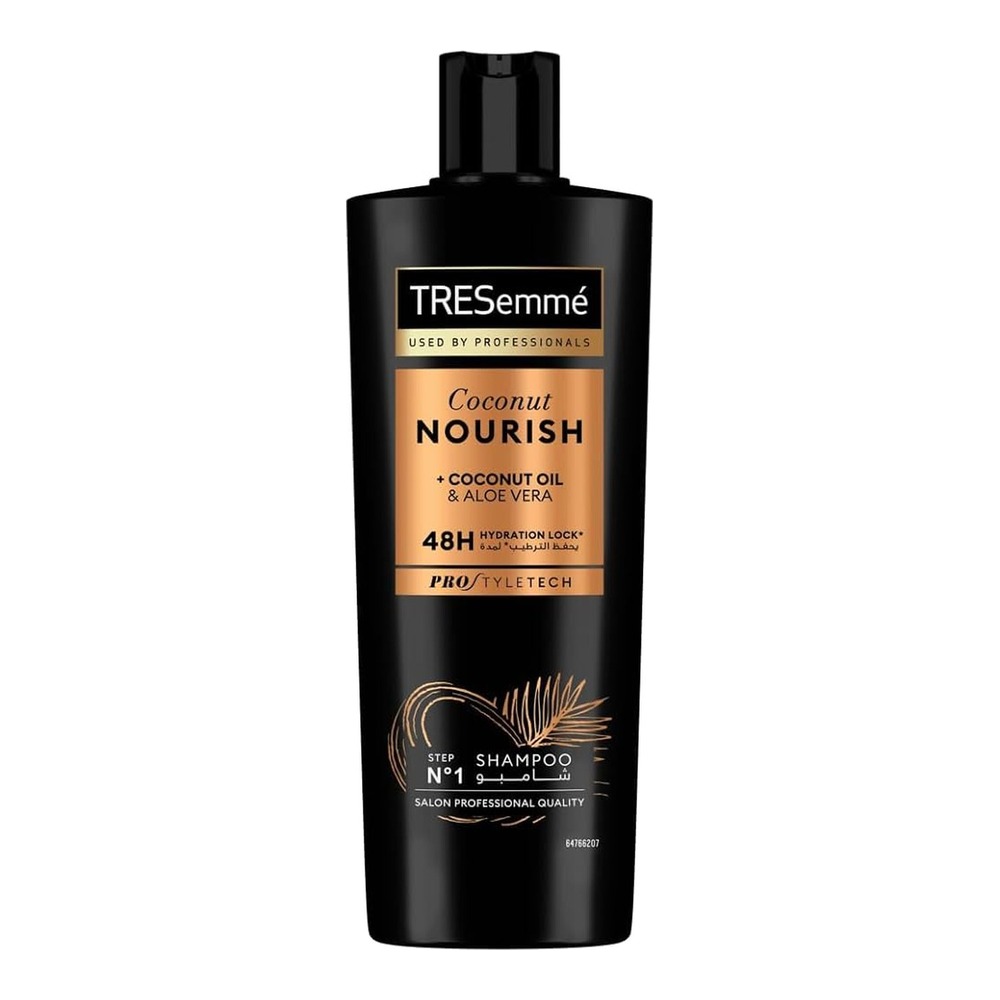 TRESemmé
USED BY PROFESSIONALS
Coconut
NOURISH
+ COCONUT OIL
& ALOE VERA
48H HYDRATION LOCK*
يحفظ الترطيب* لمدة
PROSTYLETECH
STEP
Nº1
SHAMPOO
شامبو
SALON PROFESSIONAL QUALITY
64766207